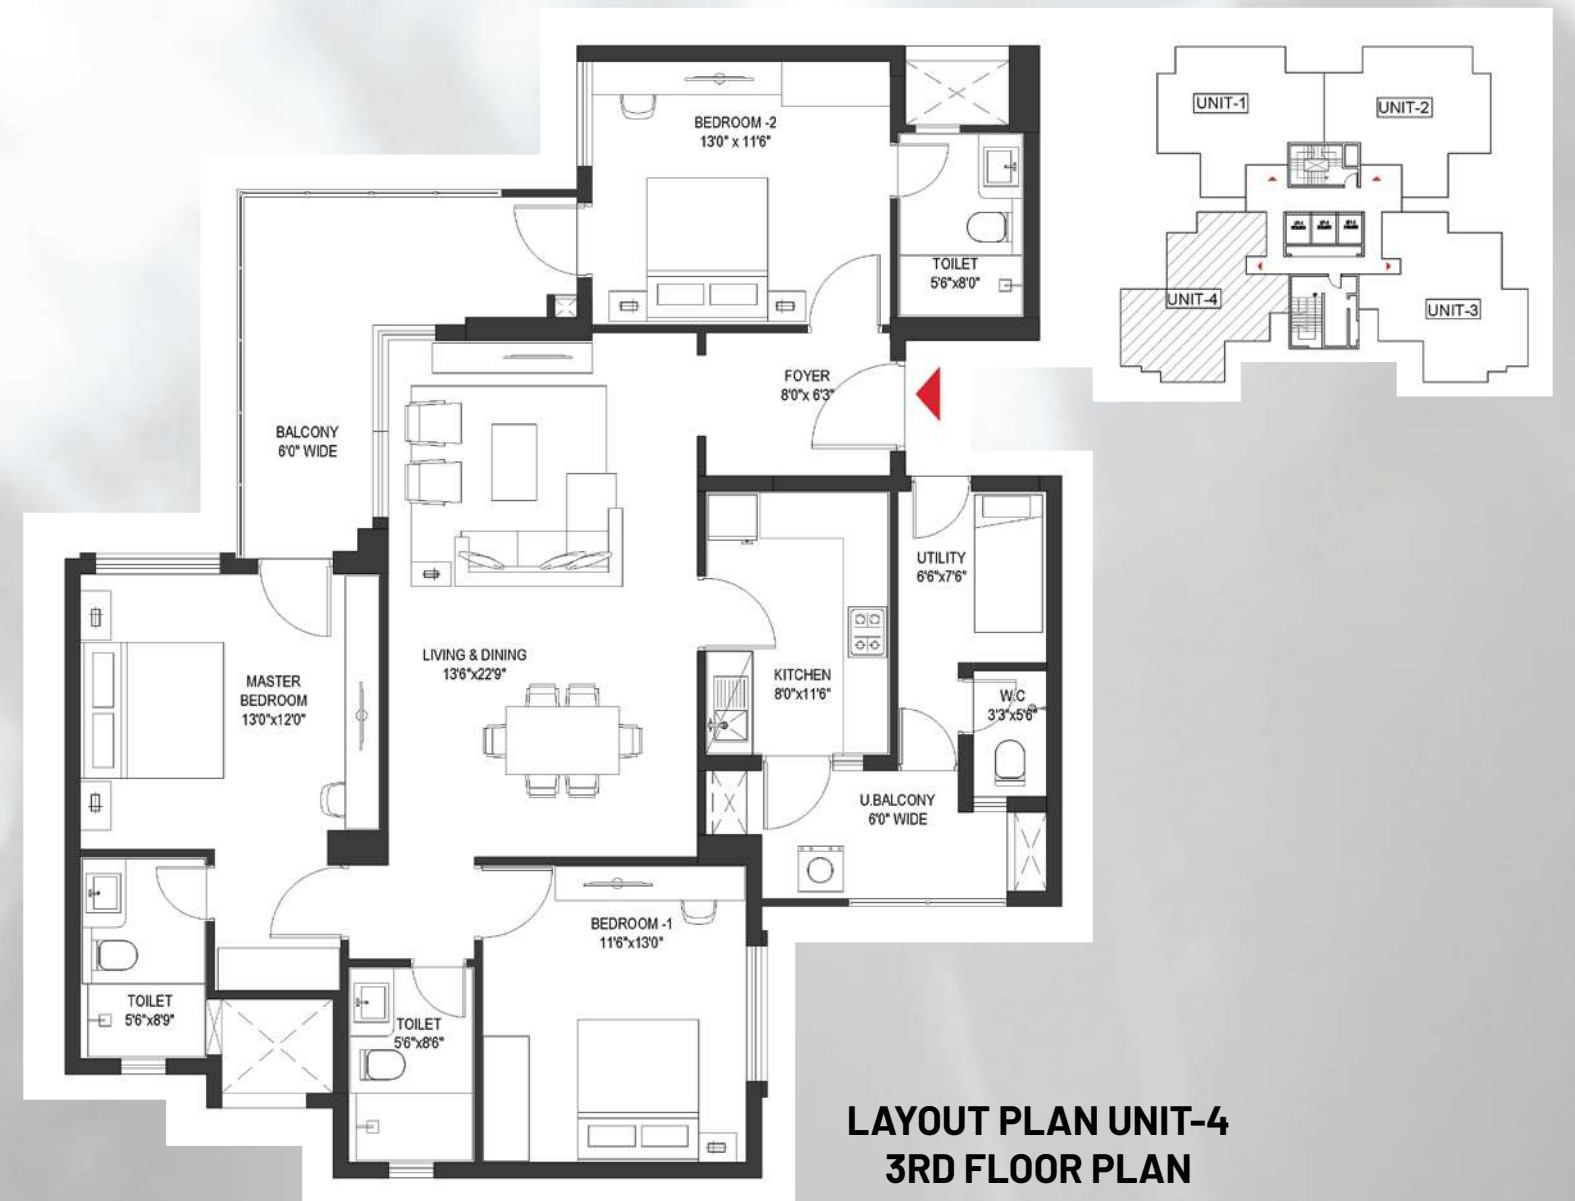 BEDROOM -2
13'0" x 11'6"
TOILET
5'6"x8'0"
FOYER
8'0"x 6'3"
BALCONY
6'0" WIDE
UTILITY
6'6"x7'6"
LIVING & DINING
13'6"x22'9"
MASTER
BEDROOM
13'0"x12'0"
KITCHEN
8'0"x11'6"
W.C
3'3"x5'6"
U.BALCONY
6'0" WIDE
BEDROOM -1
11'6"x13'0"
TOILET
5'6"x8'9"
TOILET
5'6"x8'6"
UNIT-1
UNIT-2
UNIT-4
UNIT-3
LAYOUT PLAN UNIT-4
3RD FLOOR PLAN